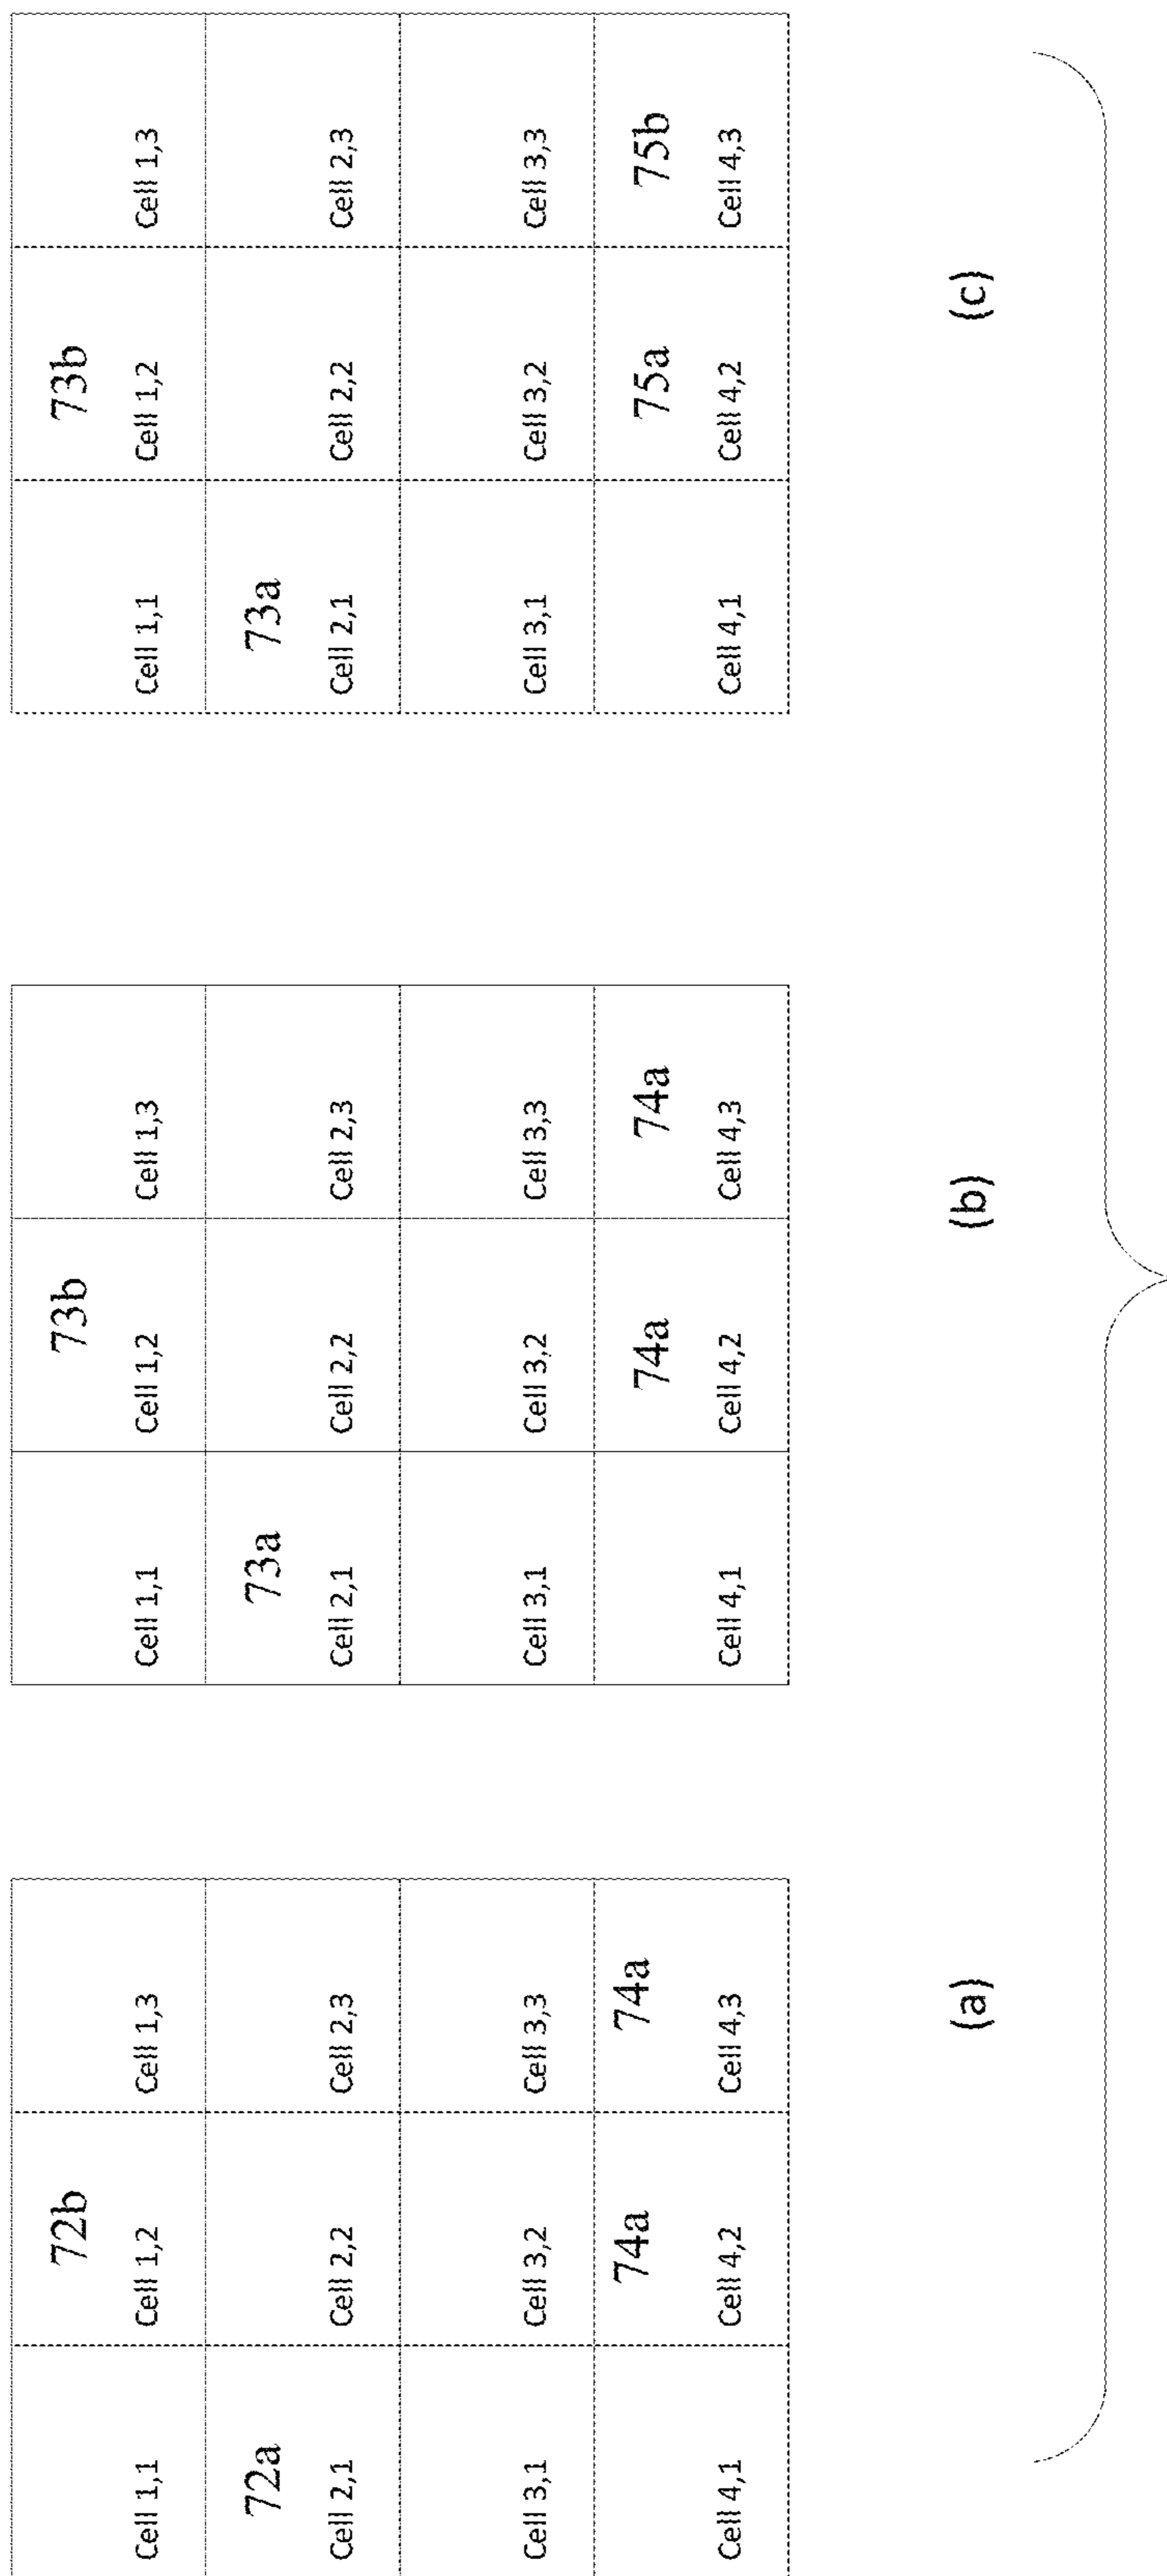 72b
Cell 1,1 Cell 1,2 Cell 1,3
72a
Cell 2,1 Cell 2,2 Cell 2,3
Cell 3,1 Cell 3,2 Cell 3,3
74a 74a
Cell 4,1 Cell 4,2 Cell 4,3
(a)
73b
Cell 1,1 Cell 1,2 Cell 1,3
73a
Cell 2,1 Cell 2,2 Cell 2,3
Cell 3,1 Cell 3,2 Cell 3,3
74a 74a
Cell 4,1 Cell 4,2 Cell 4,3
(b)
73b
Cell 1,1 Cell 1,2 Cell 1,3
73a
Cell 2,1 Cell 2,2 Cell 2,3
Cell 3,1 Cell 3,2 Cell 3,3
75a 75b
Cell 4,1 Cell 4,2 Cell 4,3
(c)